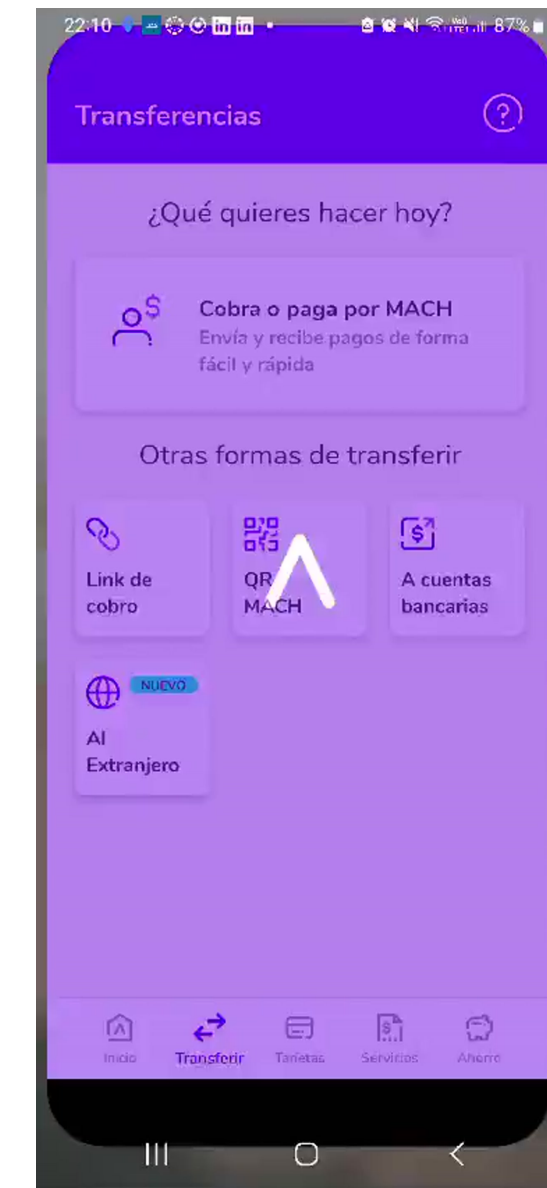 22:10 87%
Transferencias
¿Qué quieres hacer hoy?
Cobra o paga por MACH
Envía y recibe pagos de forma
fácil y rápida
Otras formas de transferir
Link de
cobro
QR
MACH
A cuentas
bancarias
NUEVO
Al
Extranjero
Inicio Transferir Tarjetas Servicios Ahorro